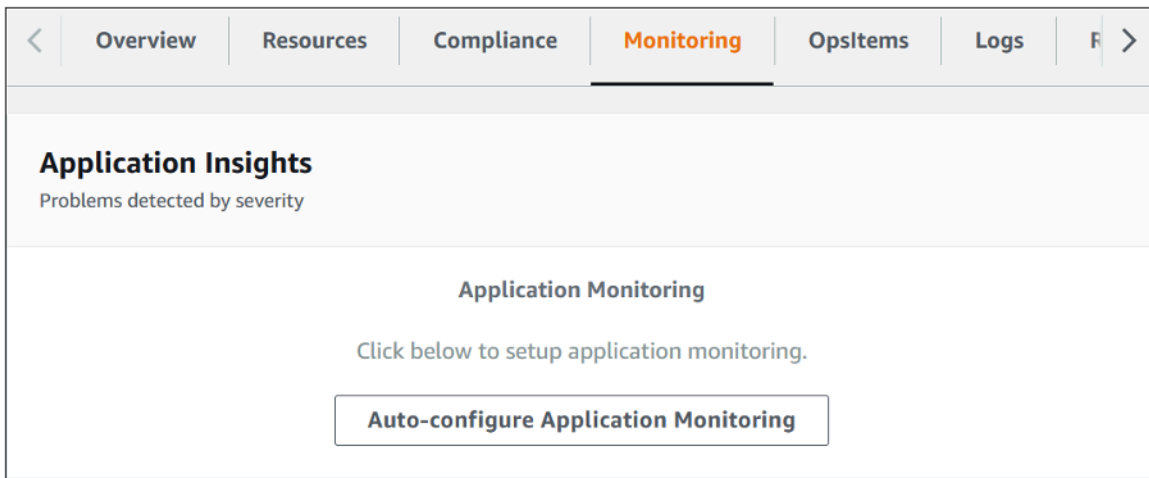 Overview Resources Compliance Monitoring OpsItems Logs
Application Insights
Problems detected by severity
Application Monitoring
Click below to setup application monitoring.
Auto-configure Application Monitoring